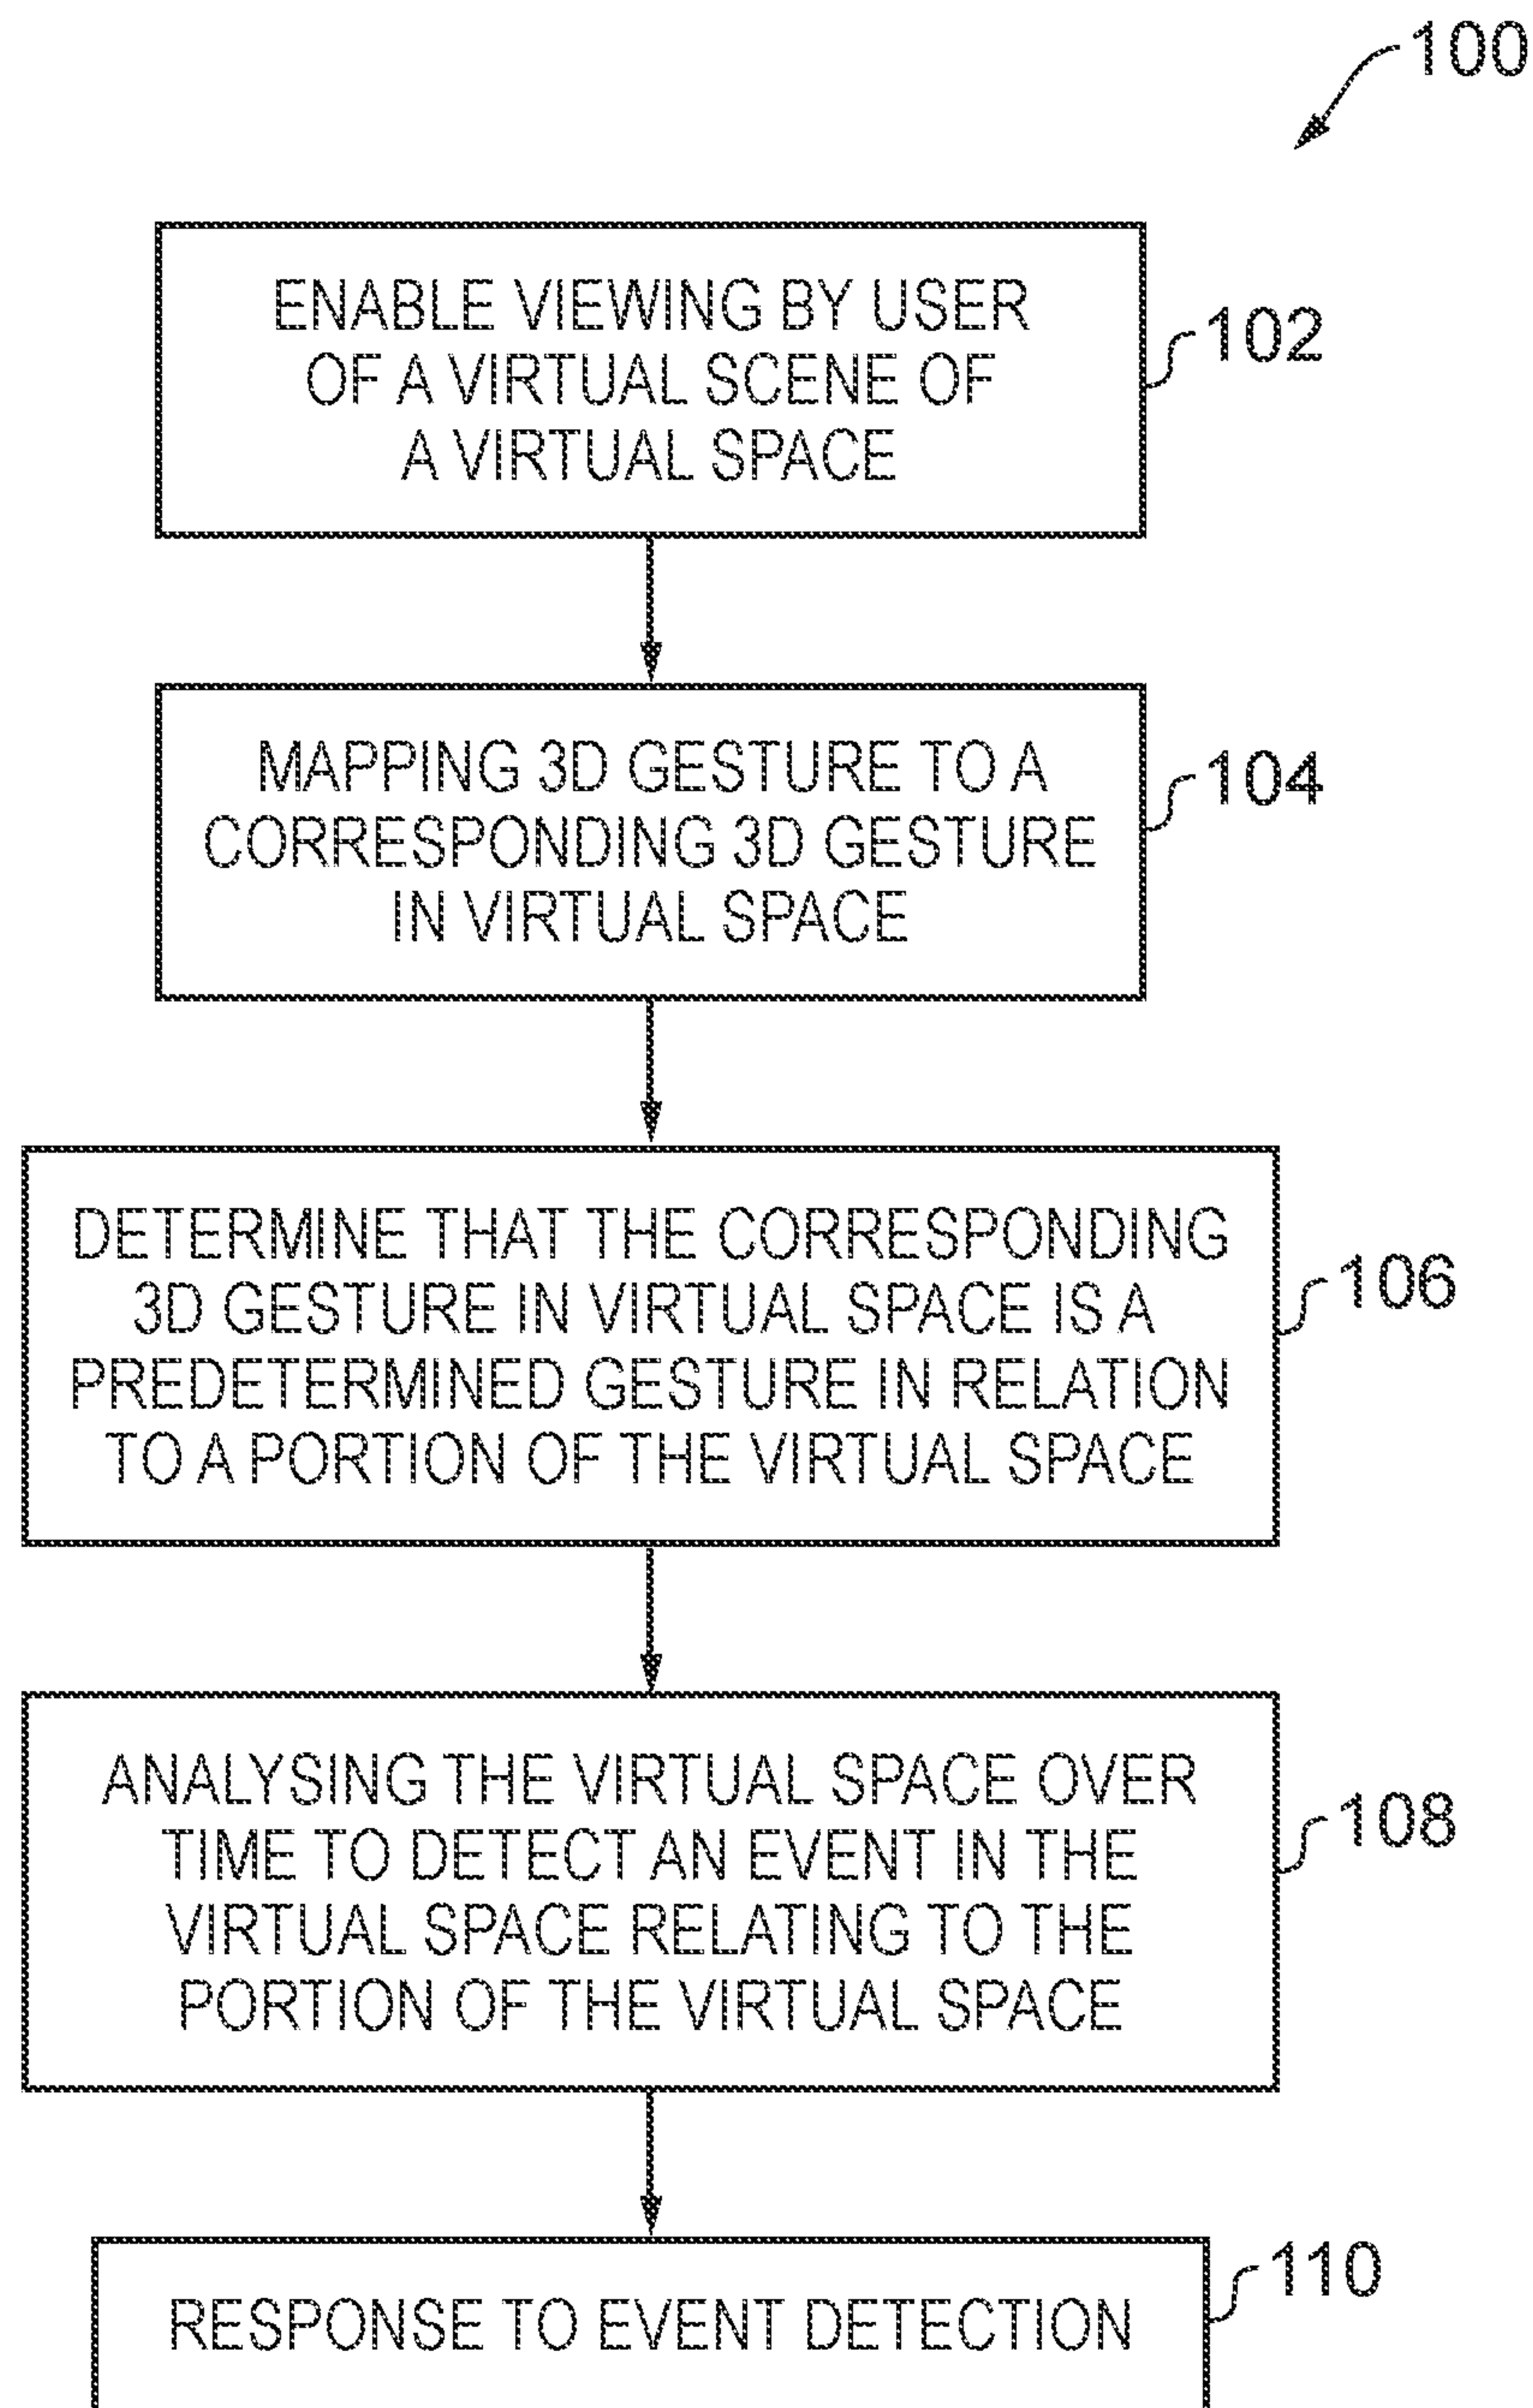 100
ENABLE VIEWING BY USER
OF A VIRTUAL SCENE OF
A VIRTUAL SPACE
102
MAPPING 3D GESTURE TO A
CORRESPONDING 3D GESTURE
IN VIRTUAL SPACE
104
DETERMINE THAT THE CORRESPONDING
3D GESTURE IN VIRTUAL SPACE IS A
PREDETERMINED GESTURE IN RELATION
TO A PORTION OF THE VIRTUAL SPACE
106
ANALYSING THE VIRTUAL SPACE OVER
TIME TO DETECT AN EVENT IN THE
VIRTUAL SPACE RELATING TO THE
PORTION OF THE VIRTUAL SPACE
108
RESPONSE TO EVENT DETECTION
110